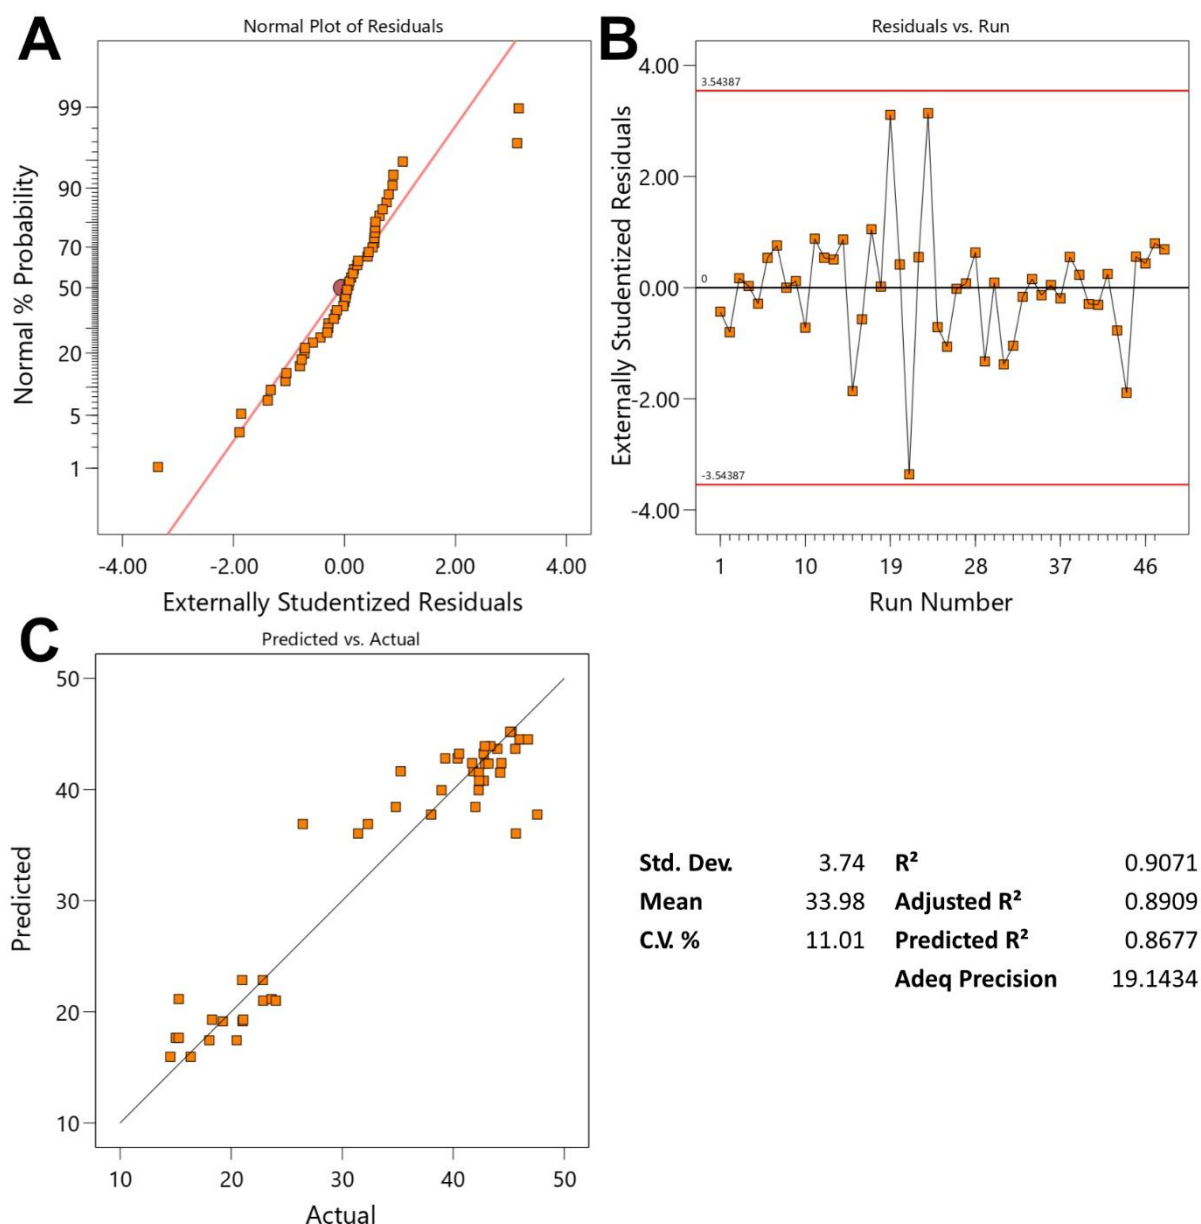 A
Normal Plot of Residuals
Normal % Probability
99
90
70
50
20
5
1
-4.00 -2.00 0.00 2.00 4.00
Externally Studentized Residuals
B
Residuals vs. Run
Externally Studentized Residuals
4.00
3.54387
2.00
0.00
0
-2.00
-3.54387
-4.00
1 10 19 28 37 46
Run Number
C
Predicted vs. Actual
Predicted
50
40
30
20
10
10 20 30 40 50
Actual
Std. Dev. 3.74 R² 0.9071
Mean 33.98 Adjusted R² 0.8909
C.V. % 11.01 Predicted R² 0.8677
Adeq Precision 19.1434